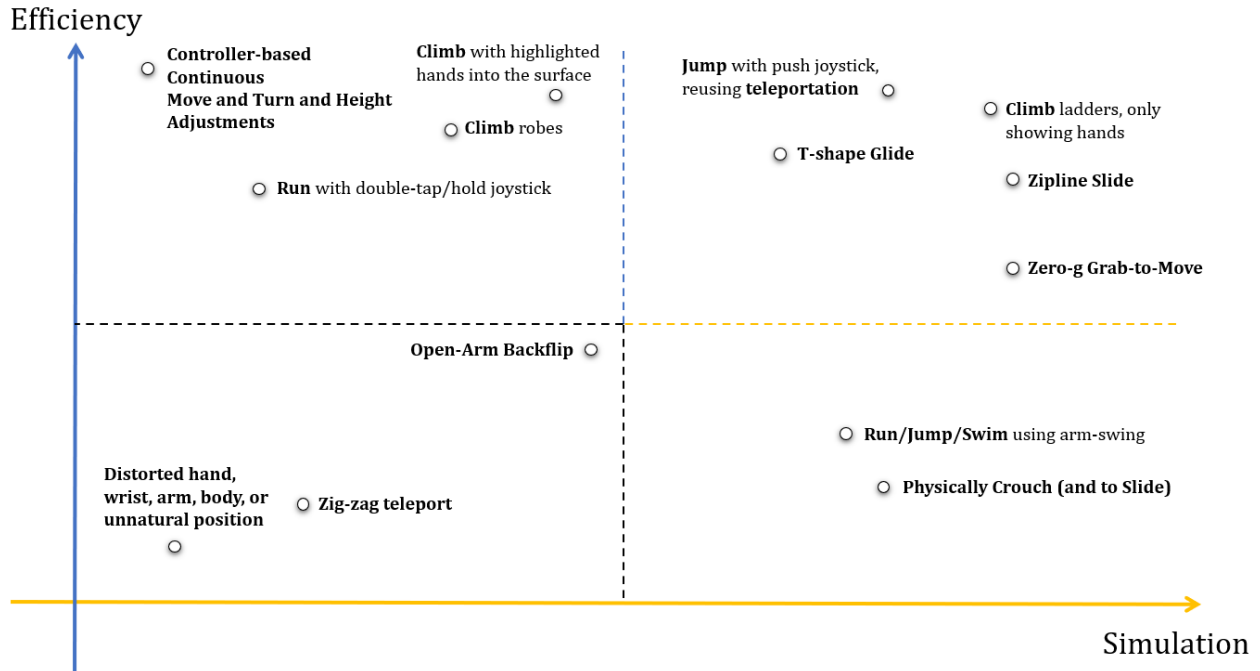 Efficiency
Controller-based
Continuous
Move and Turn and Height
Adjustments
Climb with highlighted
hands into the surface
Climb robes
Run with double-tap/hold joystick
Jump with push joystick,
reusing teleportation
Climb ladders, only
showing hands
T-shape Glide
Zipline Slide
Zero-g Grab-to-Move
Open-Arm Backflip
Run/Jump/Swim using arm-swing
Physically Crouch (and to Slide)
Distorted hand,
wrist, arm, body, or
unnatural position
Zig-zag teleport
Simulation